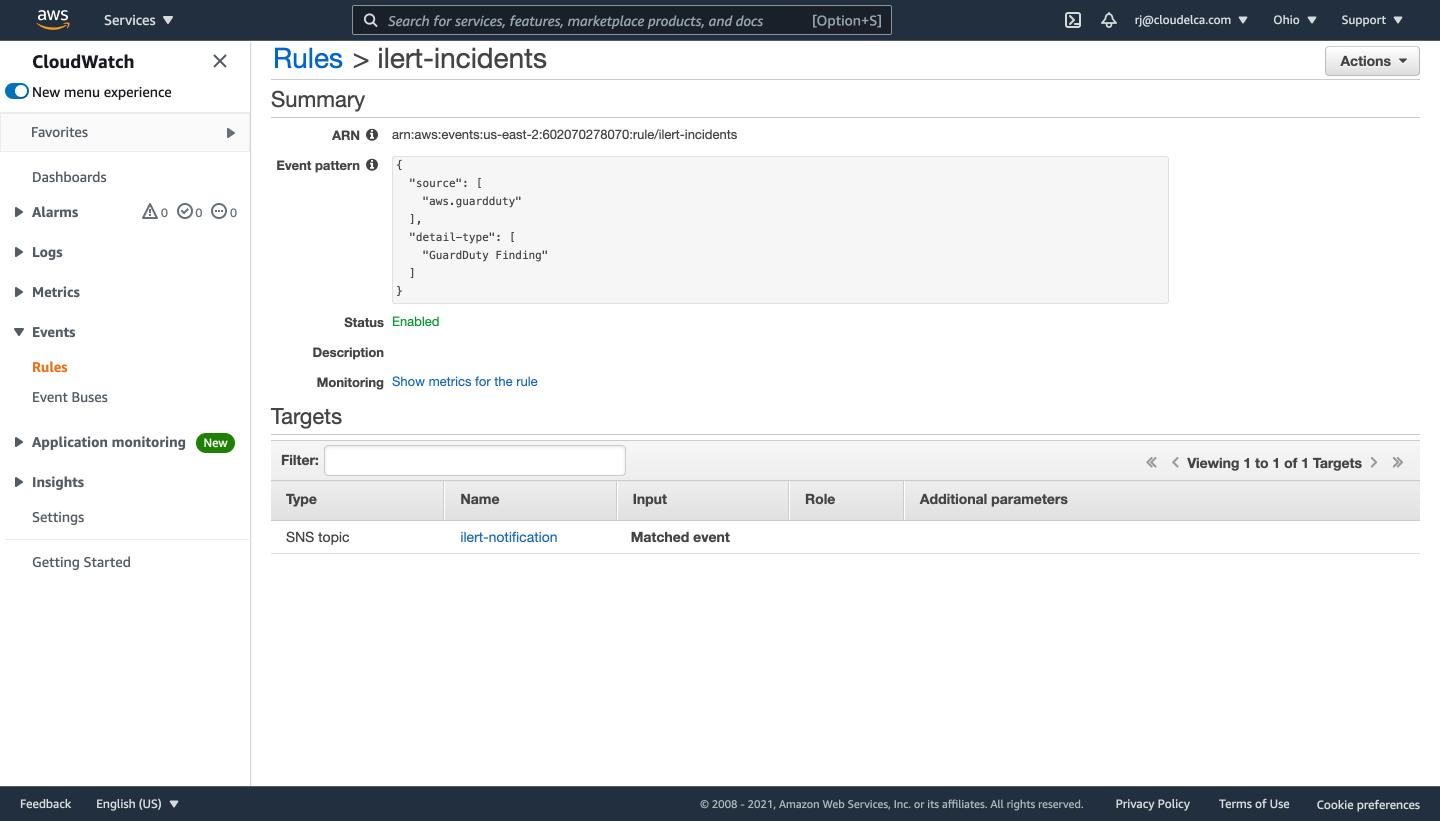 aws Services Search for services, features, marketplace products, and docs [Option+S] rj@cloudelca.com Ohio Support
CloudWatch
New menu experience
Favorites
Dashboards
Alarms 0 0 0
Logs
Metrics
Events
Rules
Event Buses
Application monitoring New
Insights
Settings
Getting Started
Rules > ilert-incidents
Actions
Summary
ARN arn:aws:events:us-east-2:602070278070:rule/ilert-incidents
Event pattern {
"source": [
"aws.guardduty"
],
"detail-type": [
"GuardDuty Finding"
]
}
Status Enabled
Description
Monitoring Show metrics for the rule
Targets
Filter: « < Viewing 1 to 1 of 1 Targets > »
Type Name Input Role Additional parameters
SNS topic ilert-notification Matched event
Feedback English (US) © 2008 - 2021, Amazon Web Services, Inc. or its affiliates. All rights reserved. Privacy Policy Terms of Use Cookie preferences